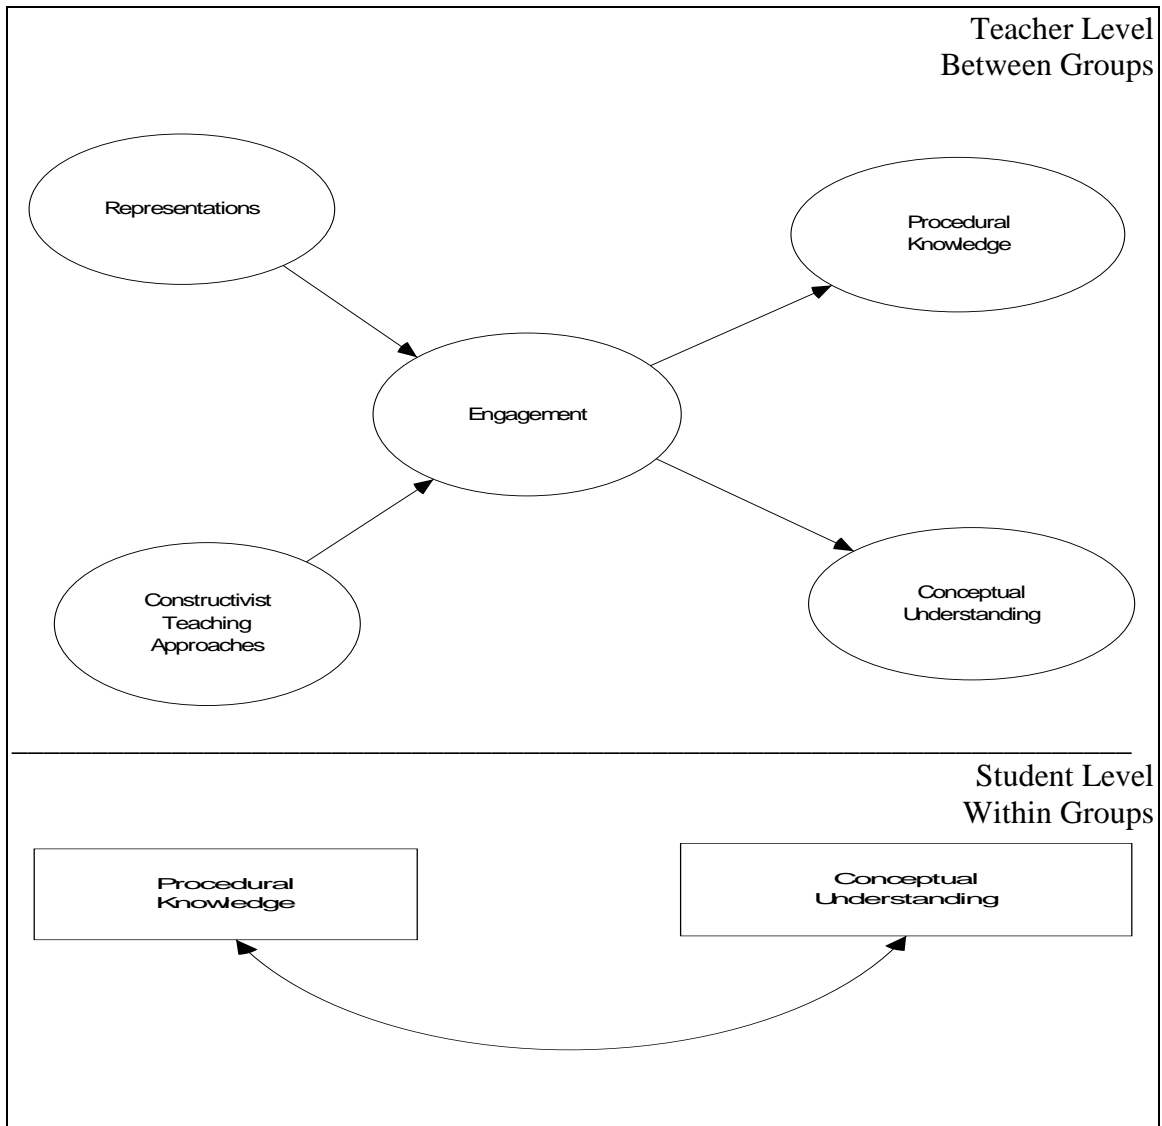 Teacher Level
Between Groups
Representations
Procedural
Knowledge
Engagement
Constructivist
Teaching
Approaches
Conceptual
Understanding
Student Level
Within Groups
Procedural
Knowledge
Conceptual
Understanding